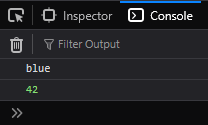 Inspector
Console
Filter Output
blue
42